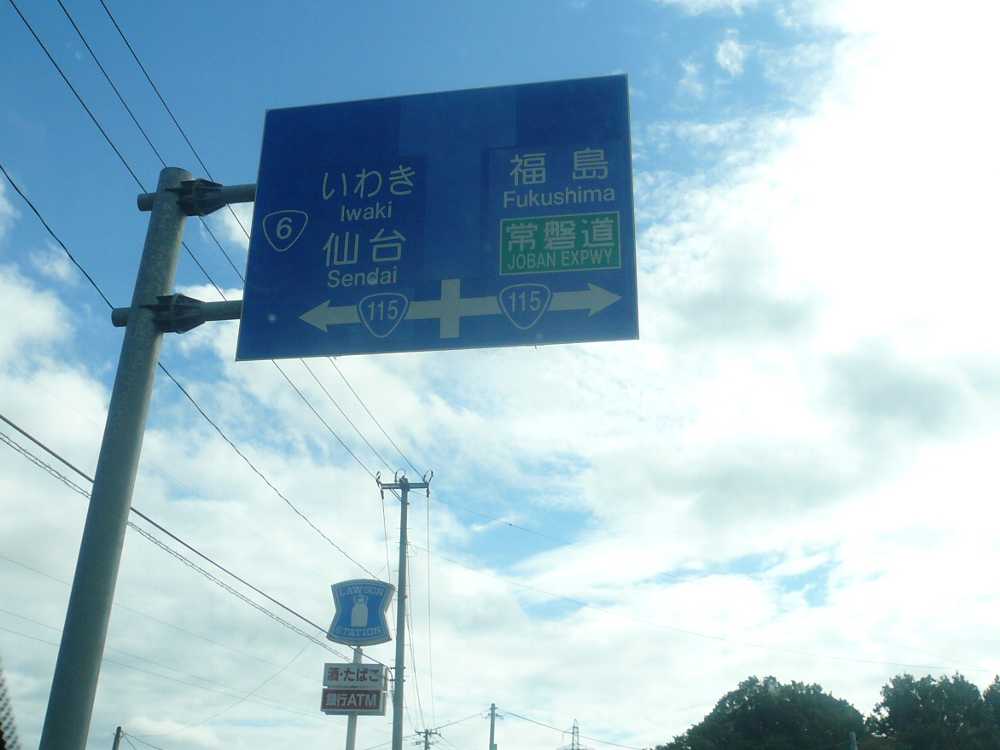 6
いわき
Iwaki
仙台
Sendai
115
福島
Fukushima
常磐道
JOBAN EXPWY
115
LAWSON
STATION
酒・たばこ
銀行ATM